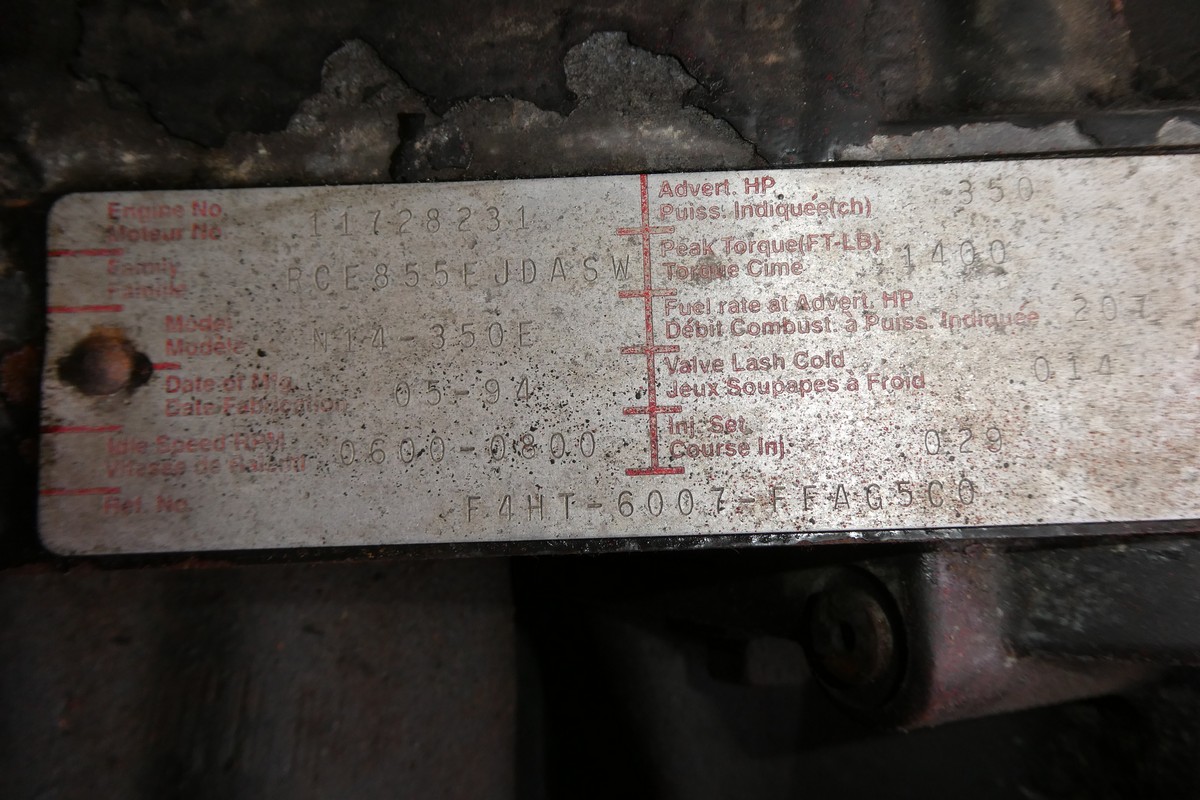 Engine No. 11728231
Moteur No.
Family RCE855EJDASW
Famille
Model N14-350E
Modèle
Date of Mfg. 05-94
Date Fabrication
Idle Speed RPM 0600-0800
Vitesse de Ralenti
Ref. No. F4HT-6007-FFAG5C0
Advert. HP 350
Puiss. Indiquée(ch)
Peak Torque(FT-LB) 1400
Torque Cime
Fuel rate at Advert. HP 207
Débit Combust. à Puiss. Indiquée
Valve Lash Cold 014
Jeux Soupapes à Froid
Inj. Set. 029
Course Inj.